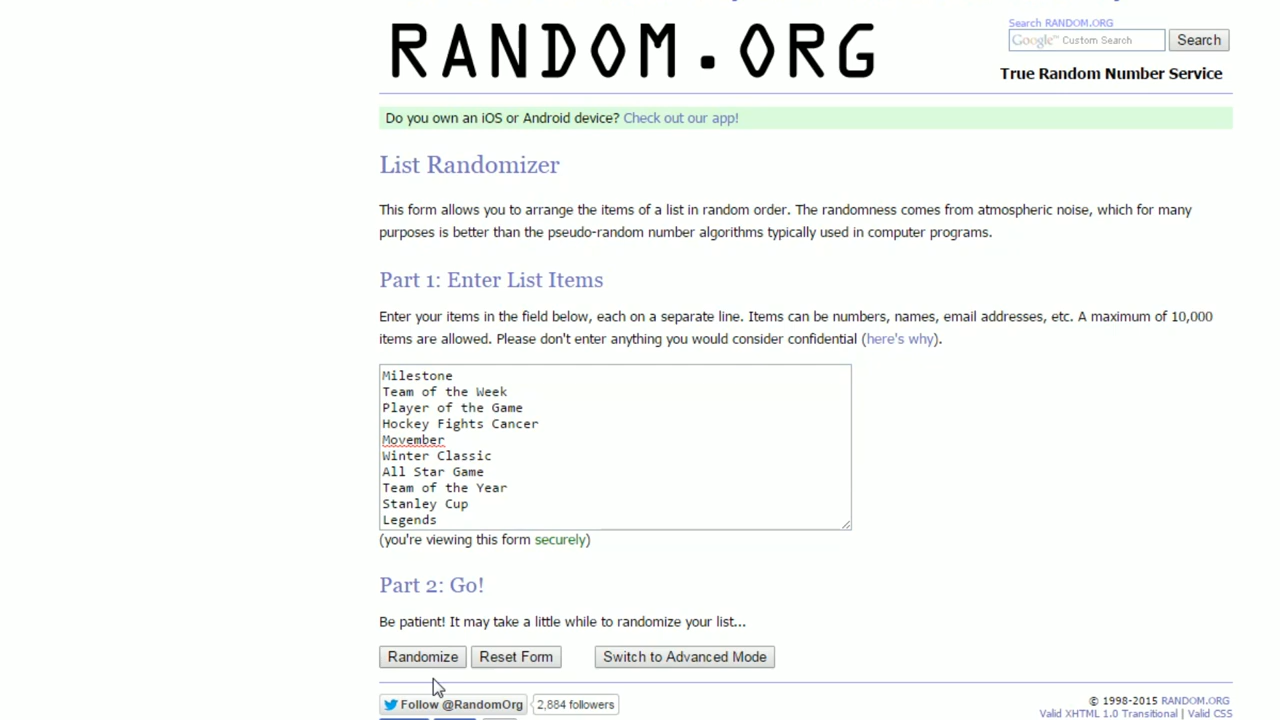 RANDOM.ORG
Search RANDOM.ORG
Google™ Custom Search
Search
True Random Number Service
Do you own an iOS or Android device? Check out our app!
List Randomizer
This form allows you to arrange the items of a list in random order. The randomness comes from atmospheric noise, which for many
purposes is better than the pseudo-random number algorithms typically used in computer programs.
Part 1: Enter List Items
Enter your items in the field below, each on a separate line. Items can be numbers, names, email addresses, etc. A maximum of 10,000
items are allowed. Please don't enter anything you would consider confidential (here's why).
Milestone
Team of the Week
Player of the Game
Hockey Fights Cancer
Movember
Winter Classic
All Star Game
Team of the Year
Stanley Cup
Legends
(you're viewing this form securely)
Part 2: Go!
Be patient! It may take a little while to randomize your list...
Randomize
Reset Form
Switch to Advanced Mode
Follow @RandomOrg
2,884 followers
© 1998-2015 RANDOM.ORG
Valid XHTML 1.0 Transitional | Valid CSS